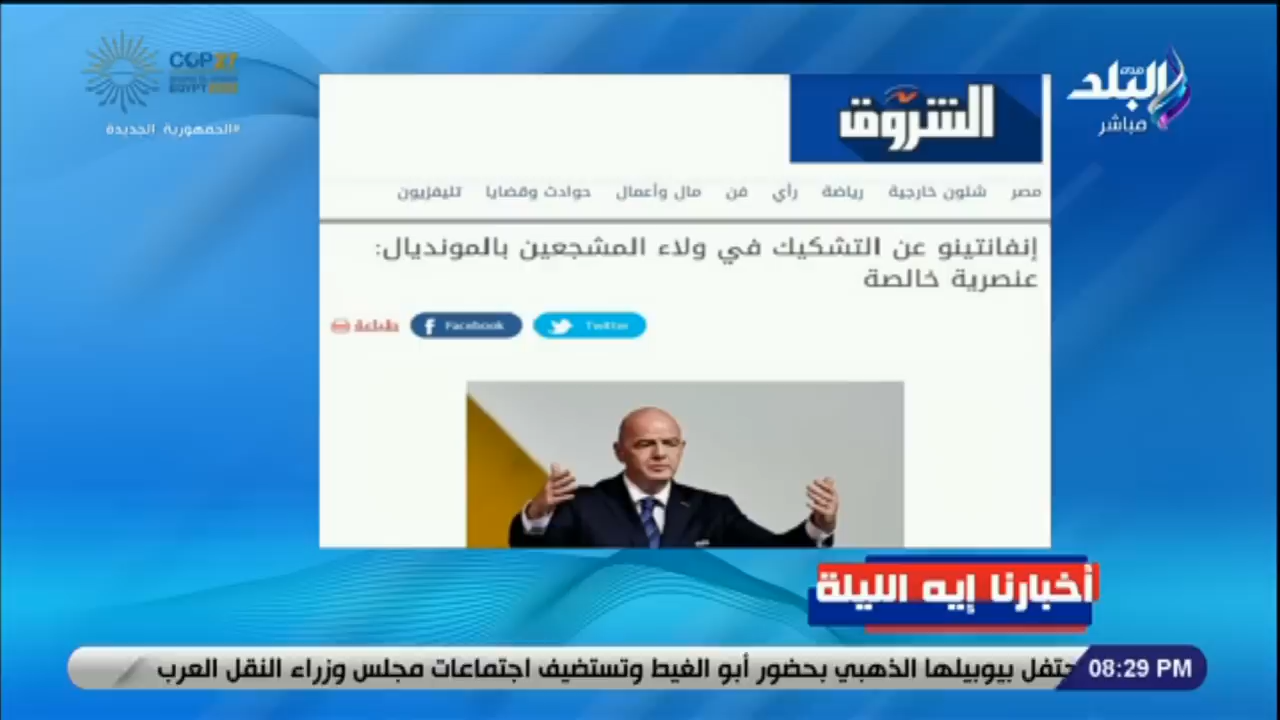 COP27
EGYPT 2022
#الجمهورية الجديدة
صدى
البلد
مباشر
الشروق
مصر شئون خارجية رياضة رأي فن مال وأعمال حوادث وقضايا تليفزيون
إنفانتينو عن التشكيك في ولاء المشجعين بالمونديال:
عنصرية خالصة
Twitter Facebook طباعة
أخبارنا إيه الليلة
08:29 PM
حتفل بيوبيلها الذهبي بحضور أبو الغيط وتستضيف اجتماعات مجلس وزراء النقل العرب